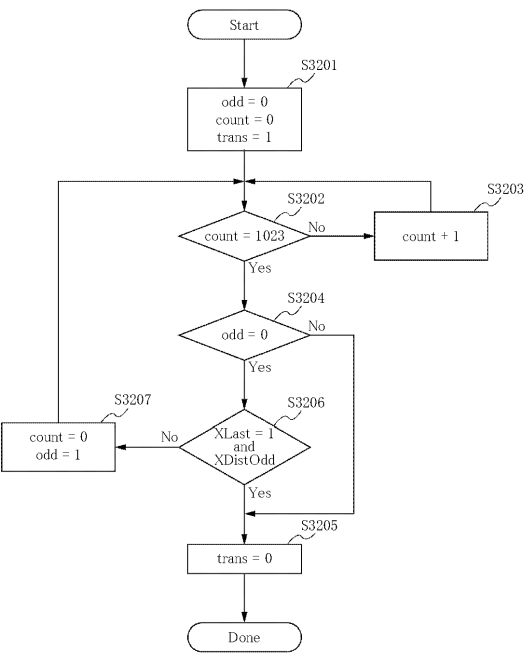 Start
S3201
odd = 0
count = 0
trans = 1
S3202
count = 1023
No
Yes
S3203
count + 1
S3204
odd = 0
No
Yes
S3206
XLast = 1
and
XDistOdd
No
Yes
S3207
count = 0
odd = 1
S3205
trans = 0
Done